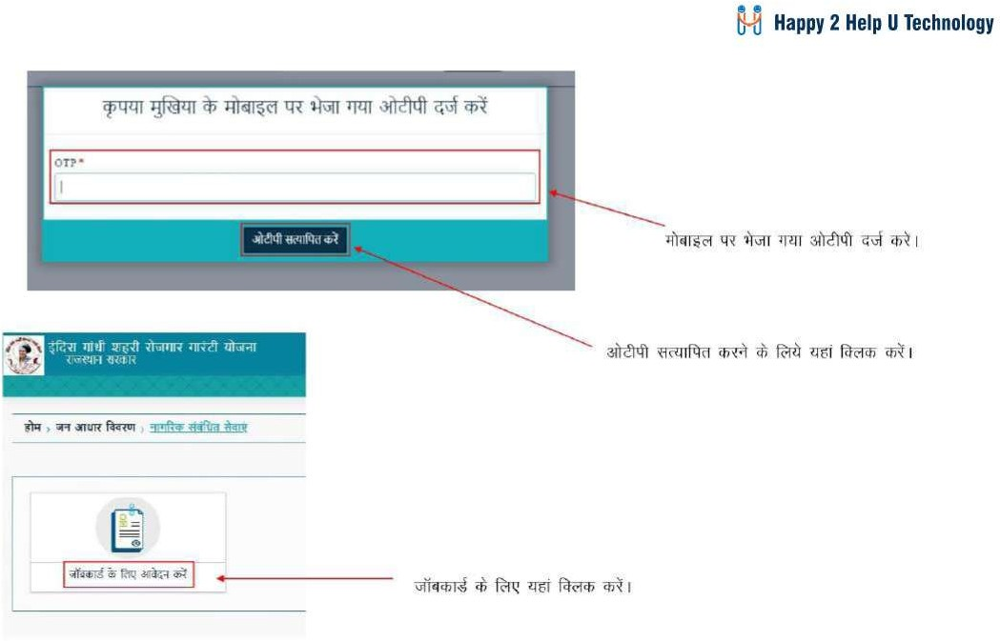 Happy 2 Help U Technology
कृपया मुखिया के मोबाइल पर भेजा गया ओटीपी दर्ज करें
OTP*
ओटीपी सत्यापित करें
मोबाइल पर भेजा गया ओटीपी दर्ज करे।
ओटीपी सत्यापित करने के लिये यहां क्लिक करें।
इंदिरा गांधी शहरी रोजगार गारंटी योजना
राजस्थान सरकार
होम › जन आधार विवरण › नागरिक संबंधित सेवाएं
जॉबकार्ड के लिए आवेदन करें
जॉबकार्ड के लिए यहां क्लिक करें।